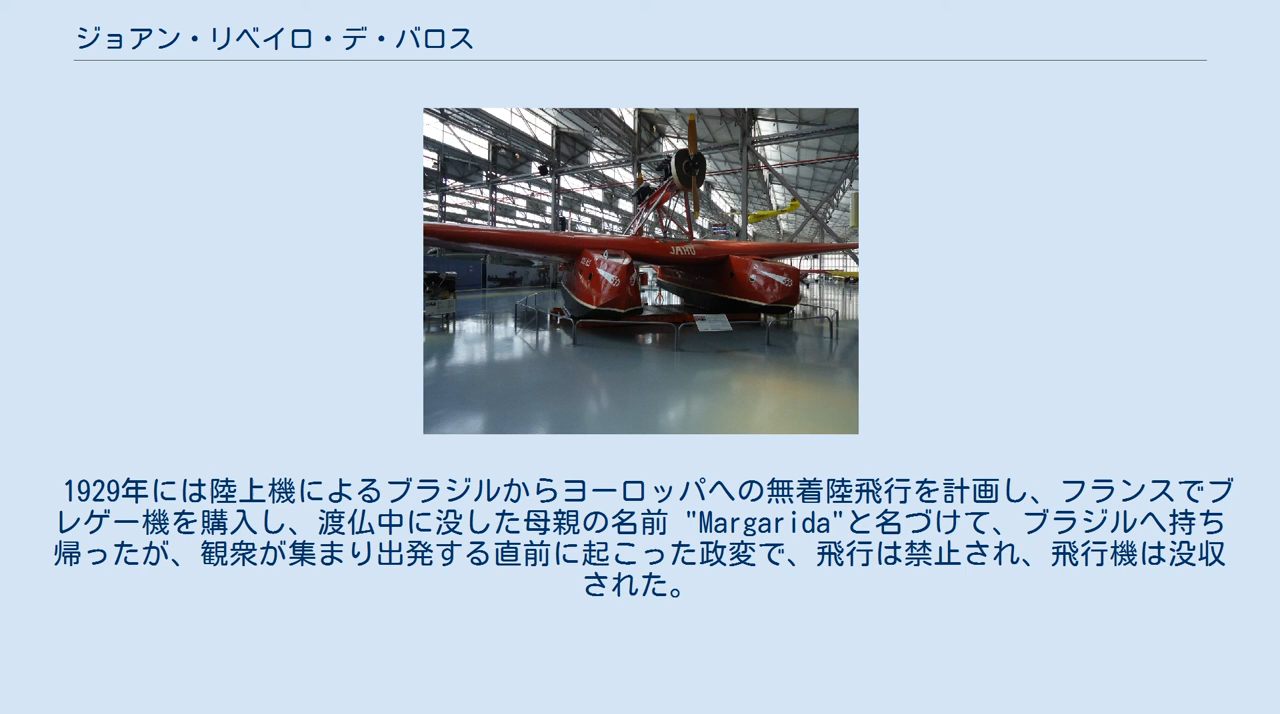 ジョアン・リベイロ・デ・バロス
JAHU
1929年には陸上機によるブラジルからヨーロッパへの無着陸飛行を計画し、フランスでブ
レゲー機を購入し、渡仏中に没した母親の名前 "Margarida"と名づけて、ブラジルへ持ち
帰ったが、観衆が集まり出発する直前に起こった政変で、飛行は禁止され、飛行機は没収
された。